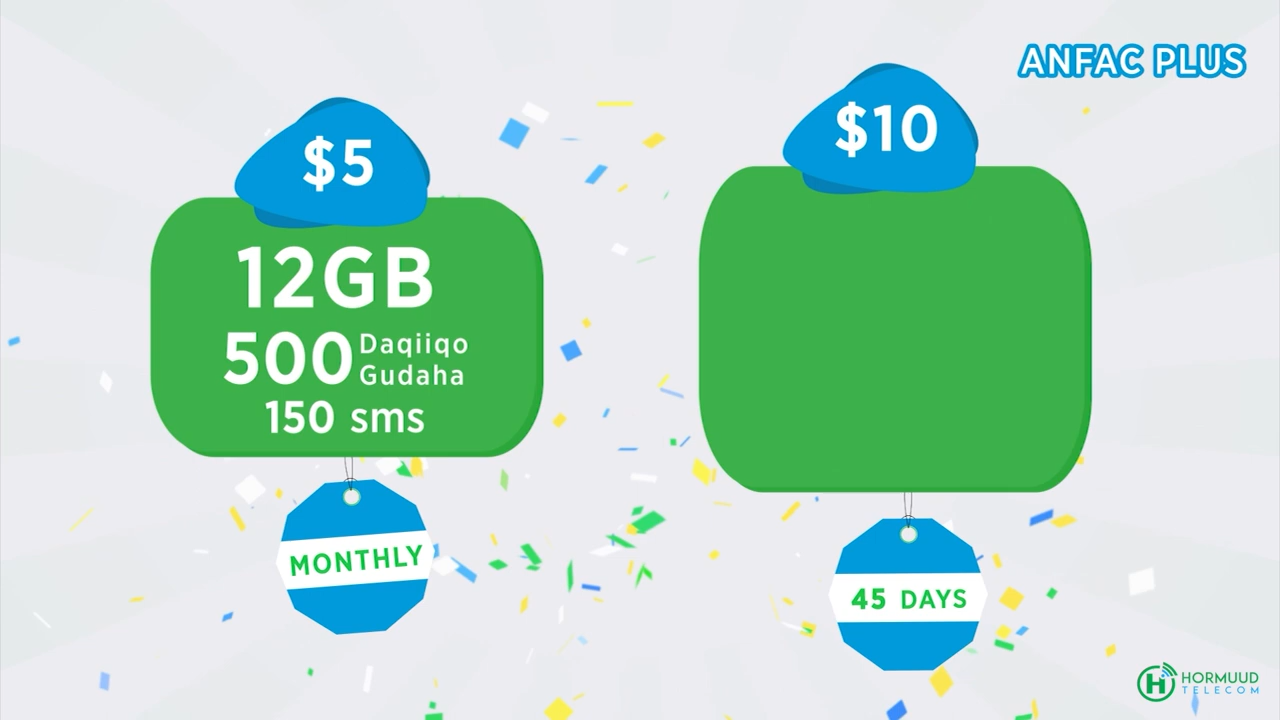 ANFAC PLUS
$5
12GB
500 Daqiiqo
Gudaha
150 sms
MONTHLY
$10
45 DAYS
HORMUUD
TELECOM